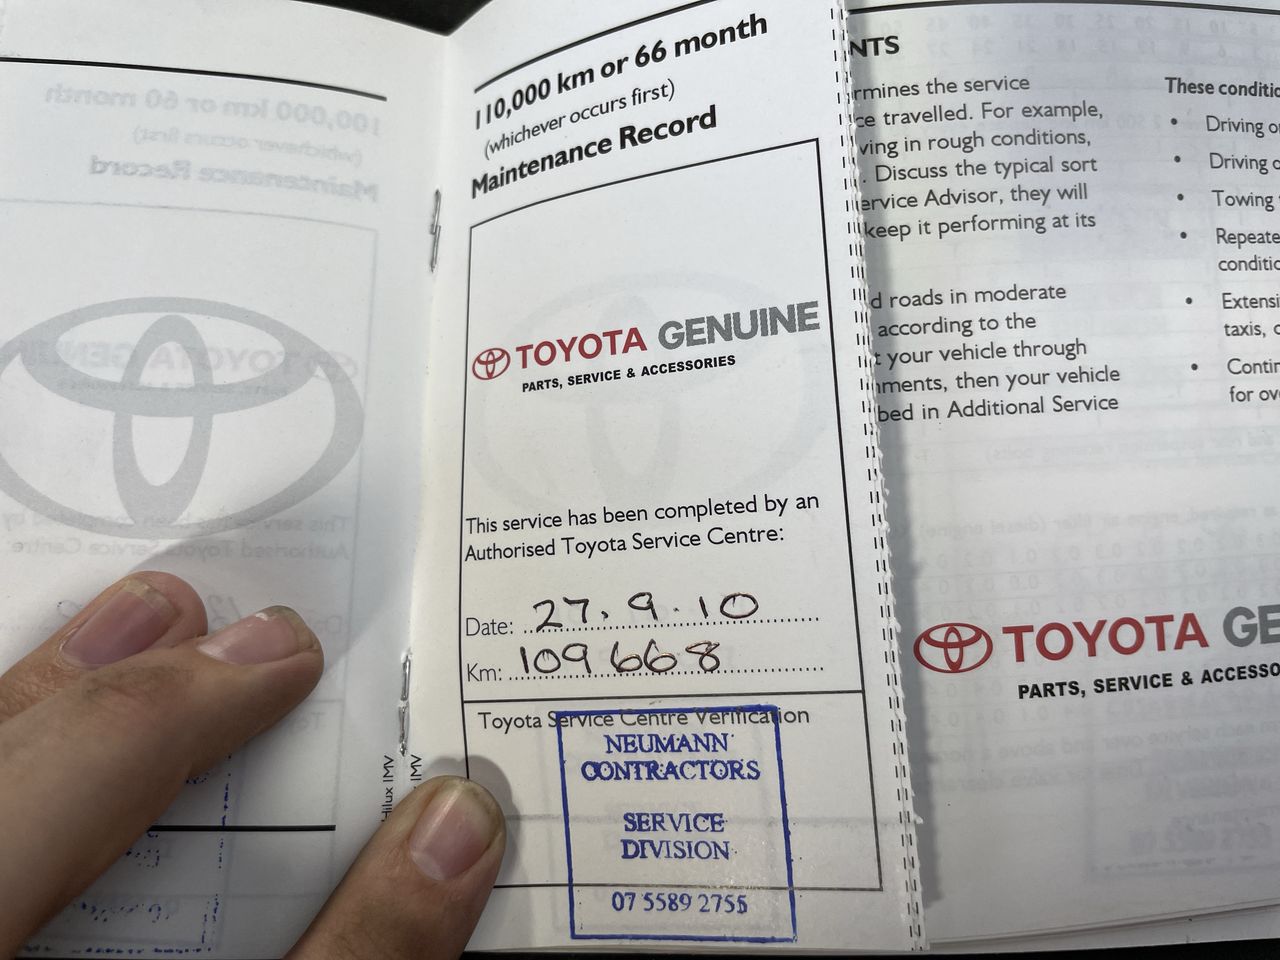 110,000 km or 66 month
(whichever occurs first)
Maintenance Record
TOYOTA GENUINE
PARTS, SERVICE & ACCESSORIES
This service has been completed by an
Authorised Toyota Service Centre:
Date: 27.9.10
Km: 109668
Toyota Service Centre Verification
NEUMANN
CONTRACTORS
SERVICE
DIVISION
07 5589 2755
Hilux IMV
IMV
NTS
rmines the service
ce travelled. For example,
ving in rough conditions,
. Discuss the typical sort
ervice Advisor, they will
keep it performing at its
d roads in moderate
according to the
t your vehicle through
nments, then your vehicle
bed in Additional Service
These conditio
Driving o
Driving o
Towing
Repeate
conditio
Extensi
taxis, c
Contin
for ov
TOYOTA GE
PARTS, SERVICE & ACCESSO
100,000 km or 60 month
(whichever occurs first)
Maintenance Record